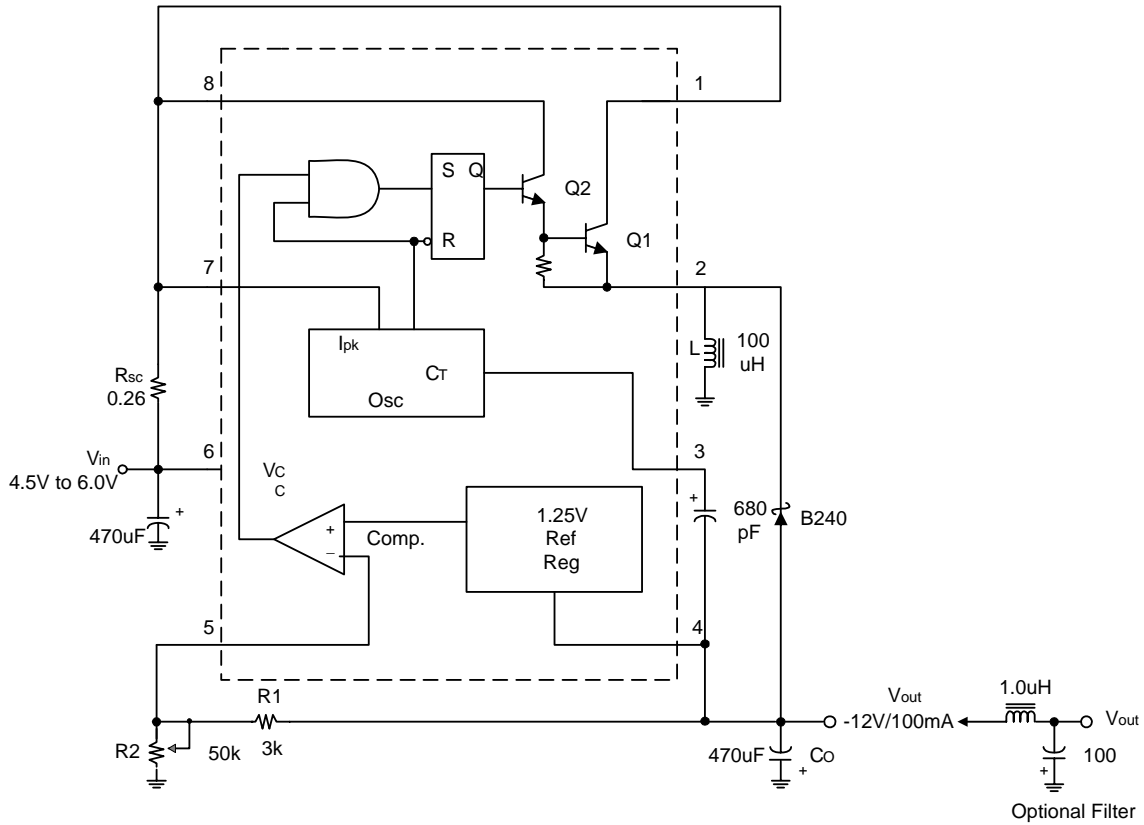 8
1
S Q
Q2
R
Q1
7
2
Ipk
L
100
uH
CT
Osc
Rsc
0.26
Vin
4.5V to 6.0V
6
3
VC
C
470uF
+
+
680
pF
B240
1.25V
Ref
Reg
+
–
Comp.
5
4
R1
3k
R2
50k
Vout
-12V/100mA
1.0uH
Vout
470uF
+
CO
100
+
Optional Filter